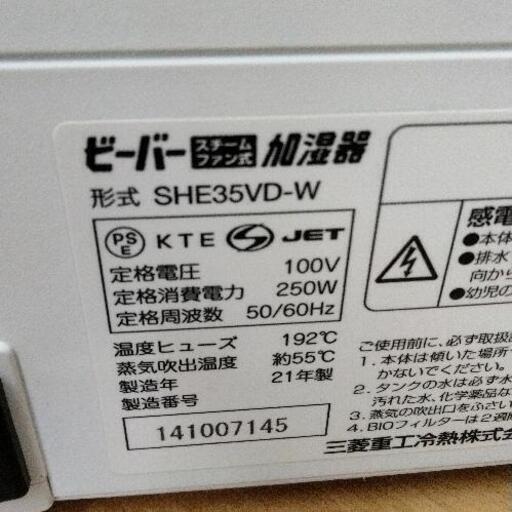 ビーバー スチームファン式 加湿器
形式 SHE35VD-W
PSE KTE S JET
定格電圧 100V
定格消費電力 250W
定格周波数 50/60Hz
温度ヒューズ 192℃
蒸気吹出温度 約55℃
製造年 21年製
製造番号
141007145
感電
●本体
●排水
向から
●幼児の
ご使用前に、必ず取扱
1. 本体は傾いた場所
かないでください。
2. タンクの水は必ず水
汚れた水、化学薬品な
3. 蒸気の吹出口をふさい
4. BIOフィルターは2週間
三菱重工冷熱株式会